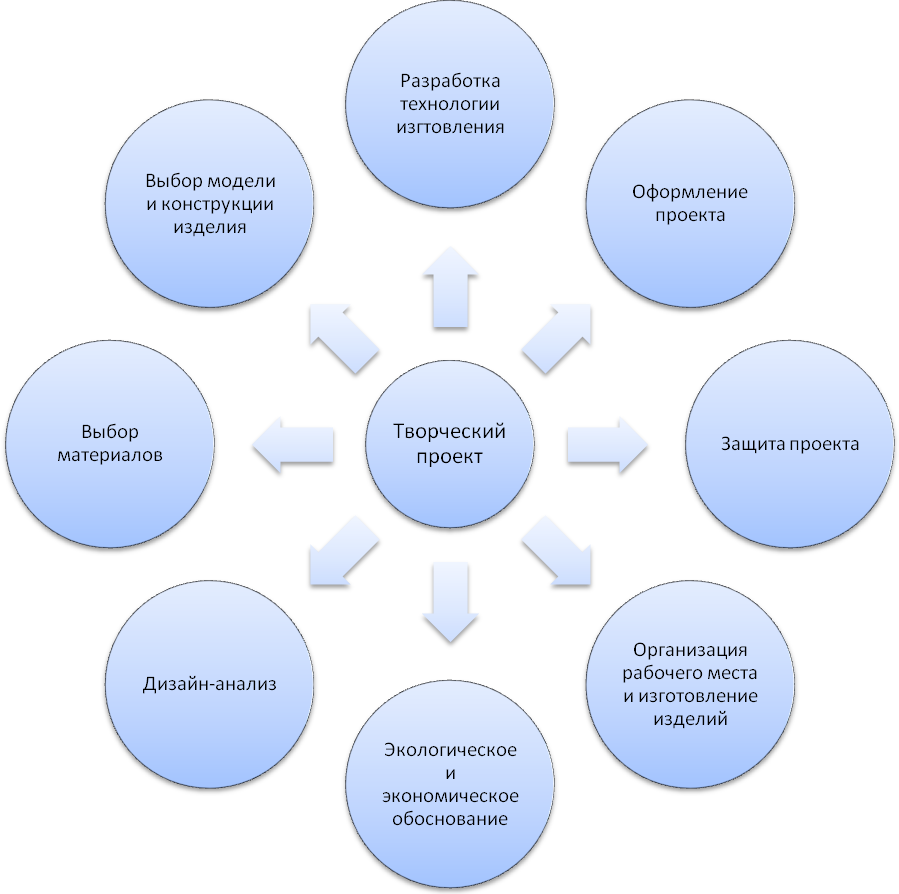 Разработка
технологии
изгтовления
Выбор модели
и конструкции
изделия
Оформление
проекта
Творческий
проект
Выбор
материалов
Защита проекта
Дизайн-анализ
Организация
рабочего места
и изготовление
изделий
Экологическое
и
экономическое
обоснование